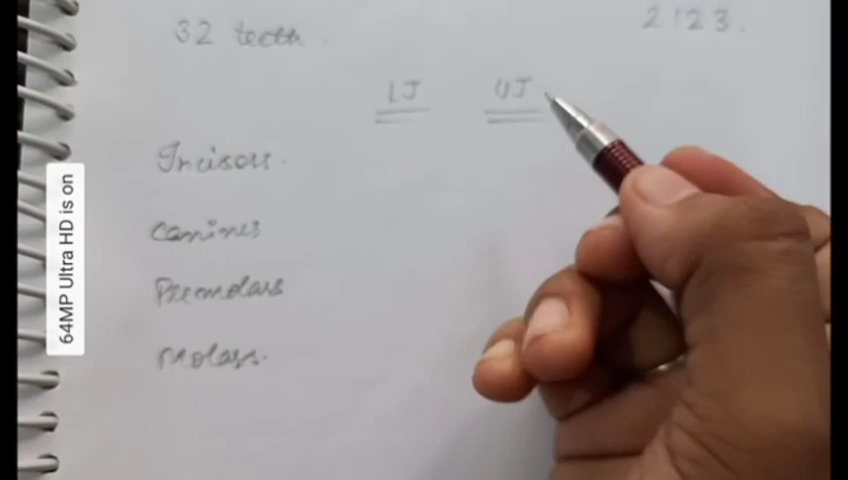 32 teeth.
2123.
LJ UJ
Incisors.
Canines
Premolars
Molars.
64MP Ultra HD is on